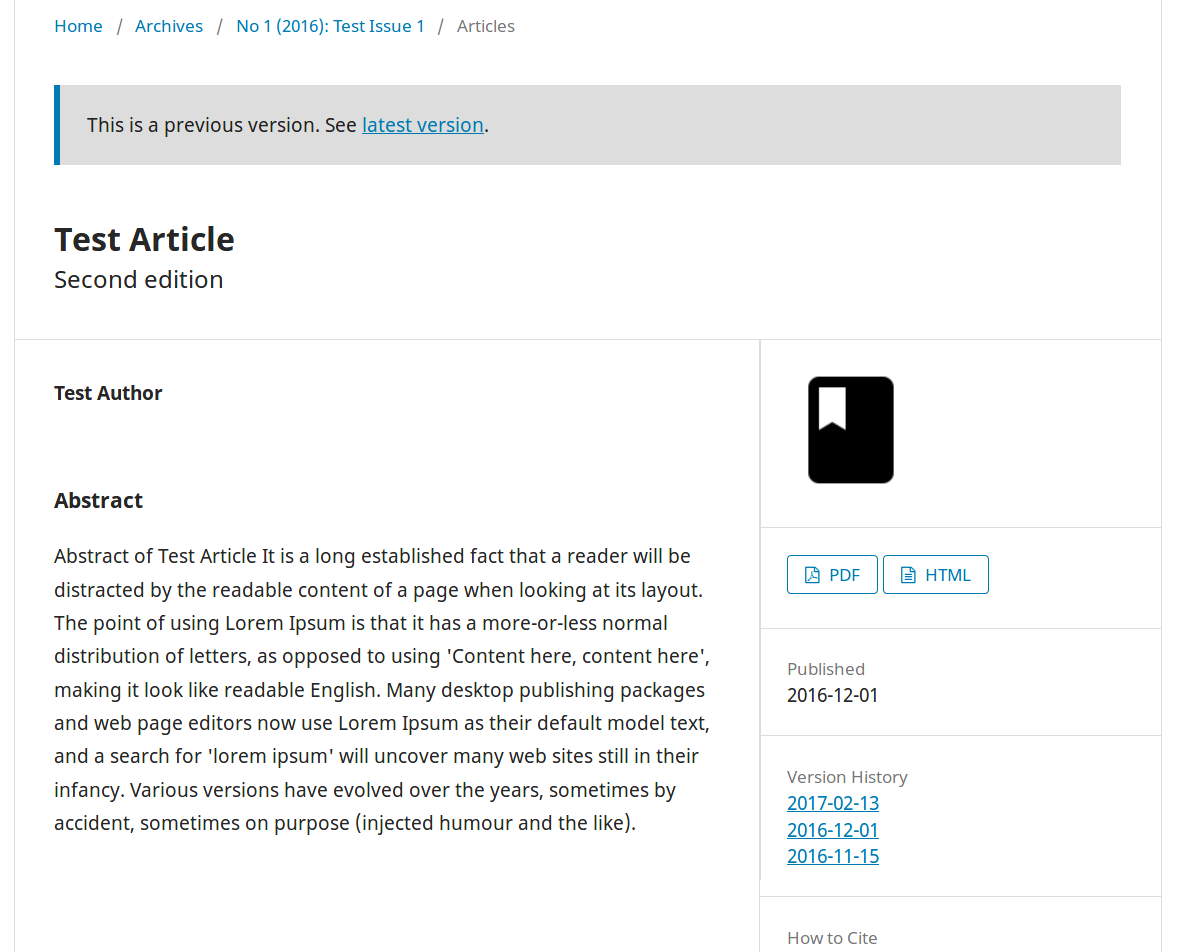 Home / Archives / No 1 (2016): Test Issue 1 / Articles
This is a previous version. See latest version.
Test Article
Second edition
Test Author
Abstract
Abstract of Test Article It is a long established fact that a reader will be
distracted by the readable content of a page when looking at its layout.
The point of using Lorem Ipsum is that it has a more-or-less normal
distribution of letters, as opposed to using 'Content here, content here',
making it look like readable English. Many desktop publishing packages
and web page editors now use Lorem Ipsum as their default model text,
and a search for 'lorem ipsum' will uncover many web sites still in their
infancy. Various versions have evolved over the years, sometimes by
accident, sometimes on purpose (injected humour and the like).
PDF HTML
Published
2016-12-01
Version History
2017-02-13
2016-12-01
2016-11-15
How to Cite